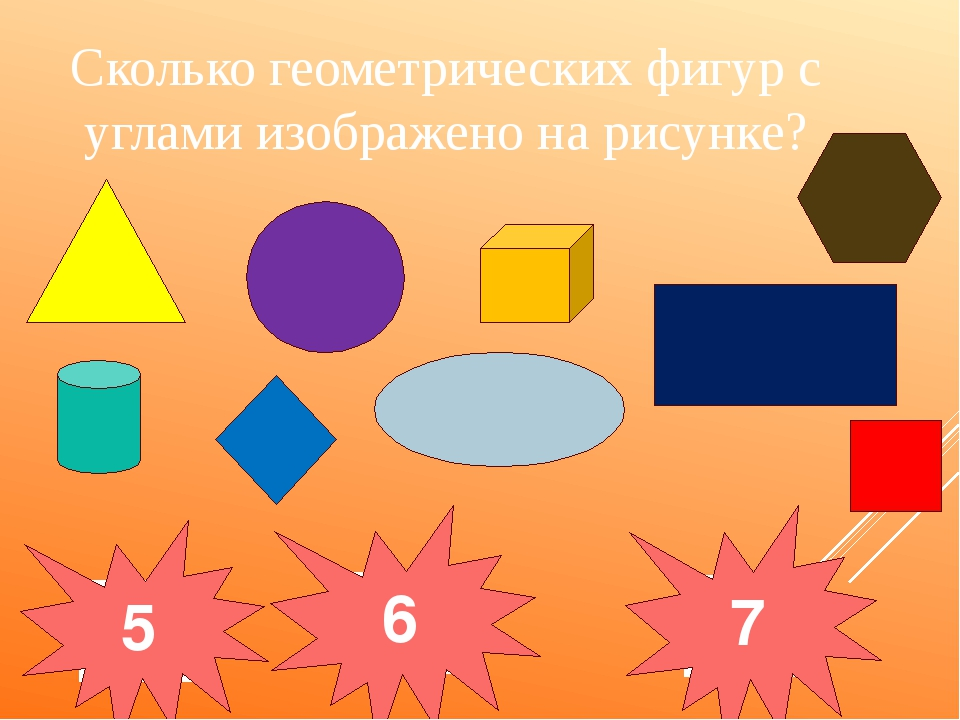 Сколько геометрических фигур с
углами изображено на рисунке?
5 6 7